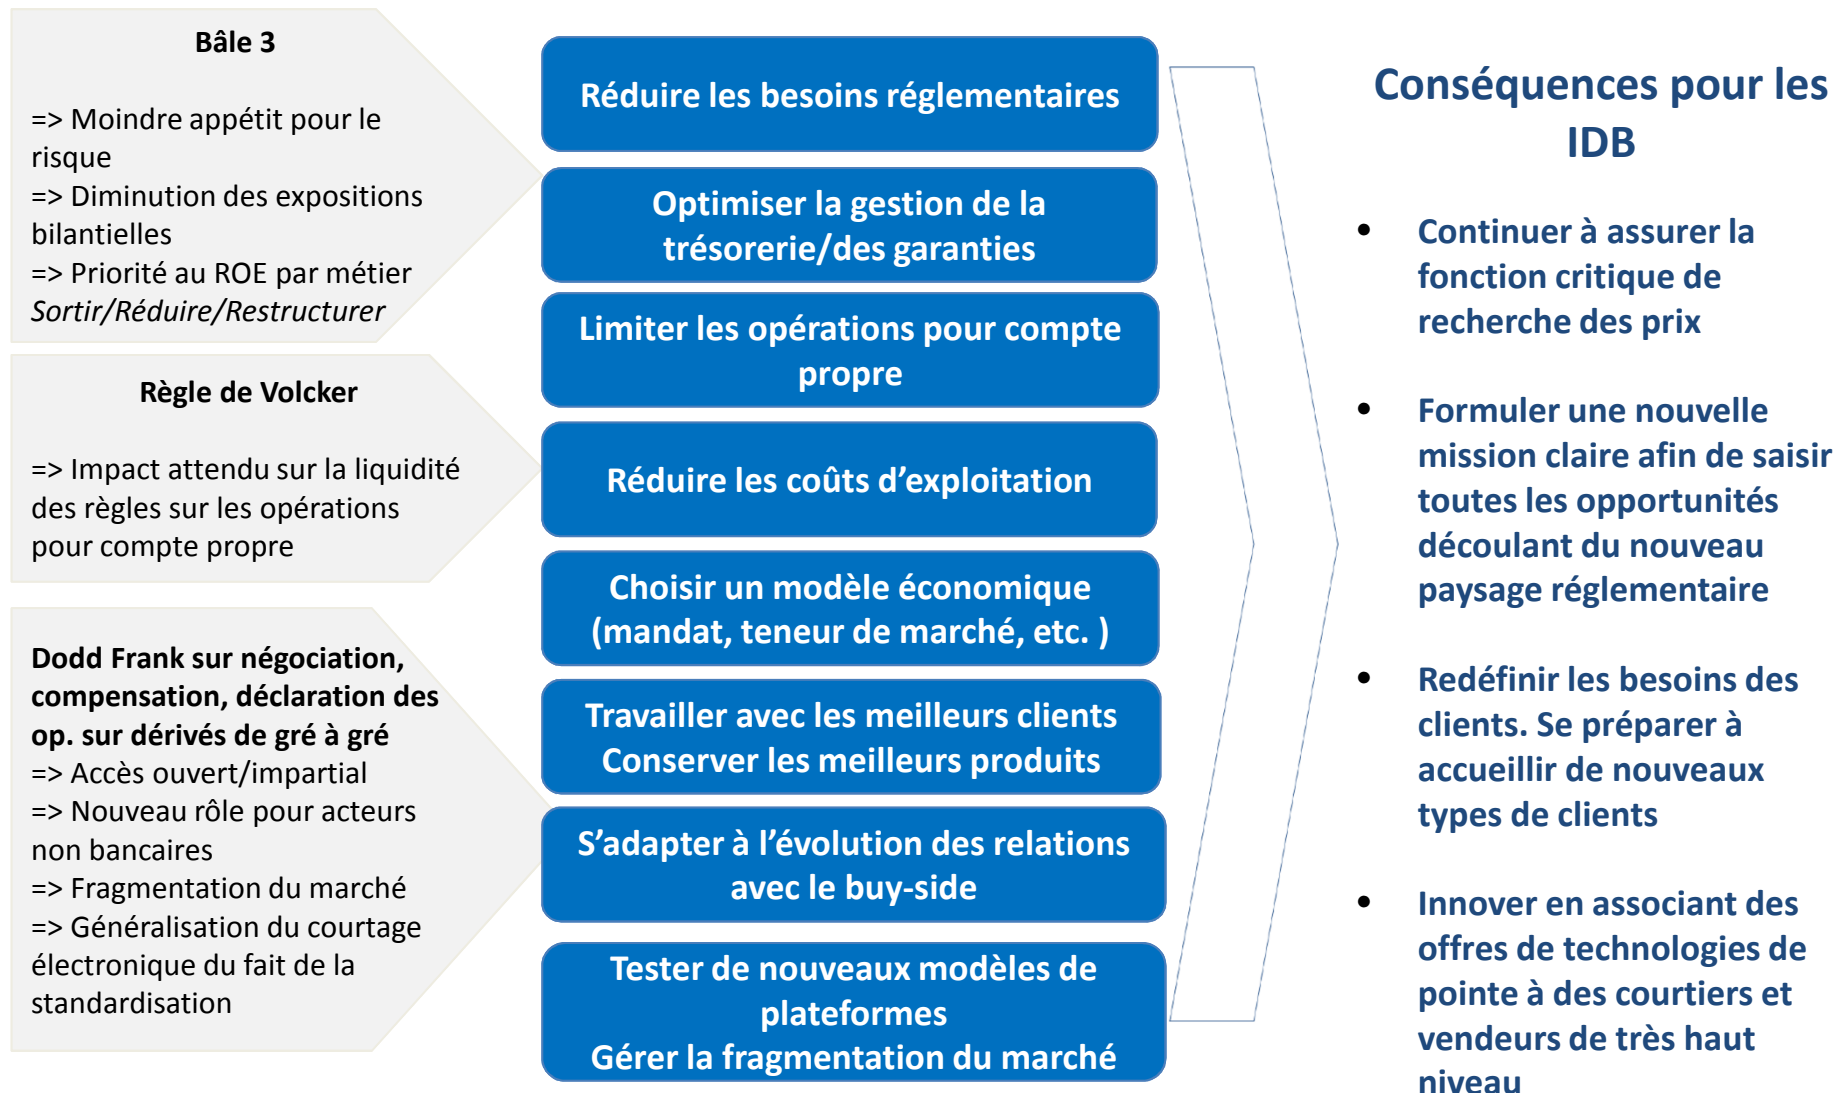 Bâle 3
=> Moindre appétit pour le
risque
=> Diminution des expositions
bilantielles
=> Priorité au ROE par métier
Sortir/Réduire/Restructurer
Règle de Volcker
=> Impact attendu sur la liquidité
des règles sur les opérations
pour compte propre
Dodd Frank sur négociation,
compensation, déclaration des
op. sur dérivés de gré à gré
=> Accès ouvert/impartial
=> Nouveau rôle pour acteurs
non bancaires
=> Fragmentation du marché
=> Généralisation du courtage
électronique du fait de la
standardisation
Réduire les besoins réglementaires
Optimiser la gestion de la
trésorerie/des garanties
Limiter les opérations pour compte
propre
Réduire les coûts d’exploitation
Choisir un modèle économique
(mandat, teneur de marché, etc. )
Travailler avec les meilleurs clients
Conserver les meilleurs produits
S’adapter à l’évolution des relations
avec le buy-side
Tester de nouveaux modèles de
plateformes
Gérer la fragmentation du marché
Conséquences pour les
IDB
• Continuer à assurer la
fonction critique de
recherche des prix
• Formuler une nouvelle
mission claire afin de saisir
toutes les opportunités
découlant du nouveau
paysage réglementaire
• Redéfinir les besoins des
clients. Se préparer à
accueillir de nouveaux
types de clients
• Innover en associant des
offres de technologies de
pointe à des courtiers et
vendeurs de très haut
niveau